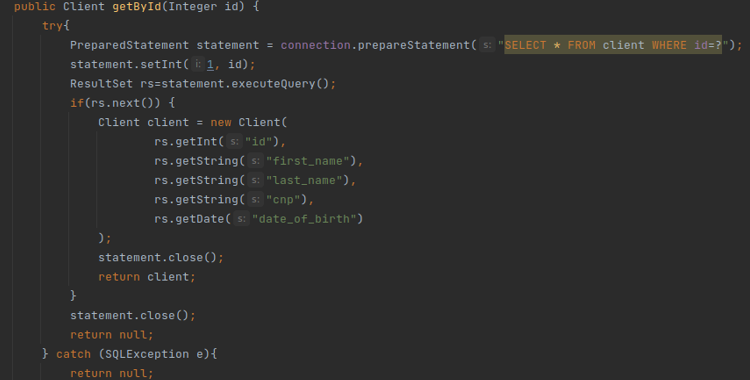 public Client getById(Integer id) {
try{
PreparedStatement statement = connection.prepareStatement( s: "SELECT * FROM client WHERE id=?");
statement.setInt( i: 1, id);
ResultSet rs=statement.executeQuery();
if(rs.next()) {
Client client = new Client(
rs.getInt( s: "id"),
rs.getString( s: "first_name"),
rs.getString( s: "last_name"),
rs.getString( s: "cnp"),
rs.getDate( s: "date_of_birth")
);
statement.close();
return client;
}
statement.close();
return null;
} catch (SQLException e){
return null;